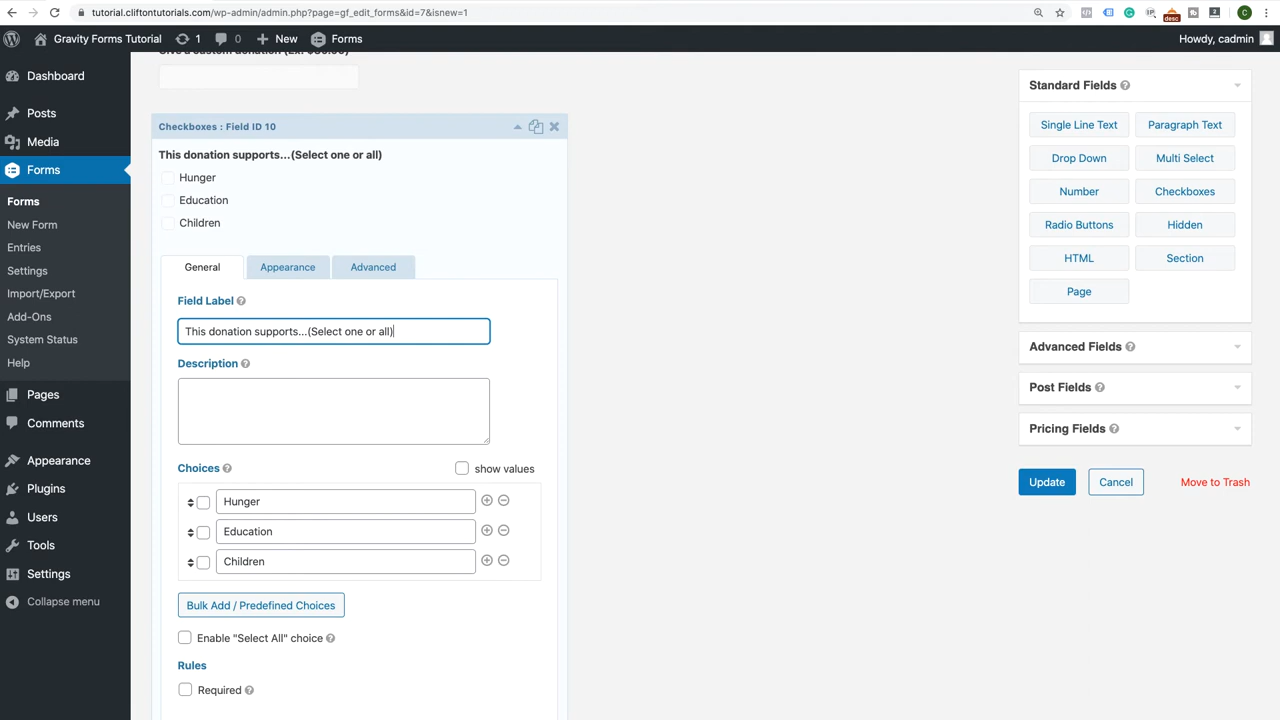 tutorial.cliftontutorials.com/wp-admin/admin.php?page=gf_edit_forms&id=7&isnew=1
desc
2
C
Gravity Forms Tutorial
1
0
New
Forms
Howdy, cadmin
Dashboard
Posts
Media
Forms
Forms
New Form
Entries
Settings
Import/Export
Add-Ons
System Status
Help
Pages
Comments
Appearance
Plugins
Users
Tools
Settings
Collapse menu
Checkboxes : Field ID 10
This donation supports...(Select one or all)
Hunger
Education
Children
General
Appearance
Advanced
Field Label
This donation supports...(Select one or all)
Description
Choices
show values
Hunger
Education
Children
Bulk Add / Predefined Choices
Enable "Select All" choice
Rules
Required
Standard Fields
Single Line Text
Paragraph Text
Drop Down
Multi Select
Number
Checkboxes
Radio Buttons
Hidden
HTML
Section
Page
Advanced Fields
Post Fields
Pricing Fields
Update
Cancel
Move to Trash